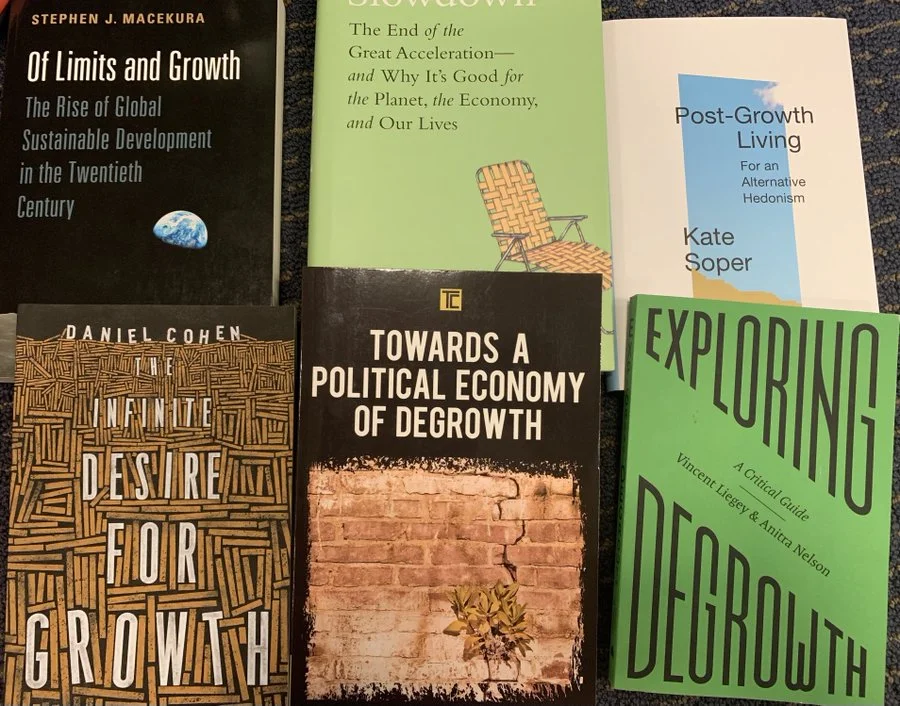 STEPHEN J. MACEKURA
Of Limits and Growth
The Rise of Global
Sustainable Development
in the Twentieth
Century
Slowdown
The End of the
Great Acceleration—
and Why It's Good for
the Planet, the Economy,
and Our Lives
Post-Growth
Living
For an
Alternative
Hedonism
Kate
Soper
DANIEL COHEN
THE
INFINITE
DESIRE
FOR
GROWTH
TC
TOWARDS A
POLITICAL ECONOMY
OF DEGROWTH
EXPLORING
A Critical Guide
Vincent Liegey & Anitra Nelson
DEGROWTH